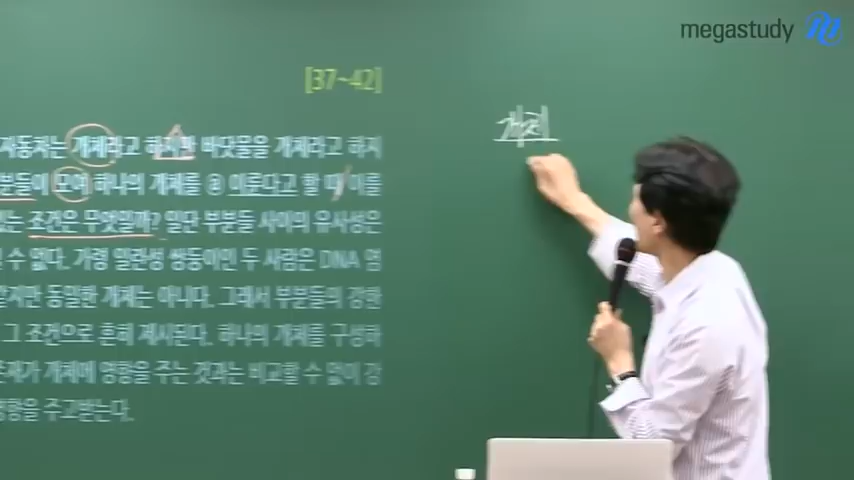 megastudy
[37~42]
개체
자동차는 개체라고 하지만 바닷물을 개체라고 하지
부분들이 모여 하나의 개체를 ⓐ 이룬다고 할 때 이를
있는 조건은 무엇일까? 일단 부분들 사이의 유사성은
수 없다. 가령 일란성 쌍둥이인 두 사람은 DNA 염
같지만 동일한 개체는 아니다. 그래서 부분들의 강한
그 조건으로 흔히 제시된다. 하나의 개체를 구성하
존재가 개체에 영향을 주는 것과는 비교할 수 없이 강
영향을 주고받는다.